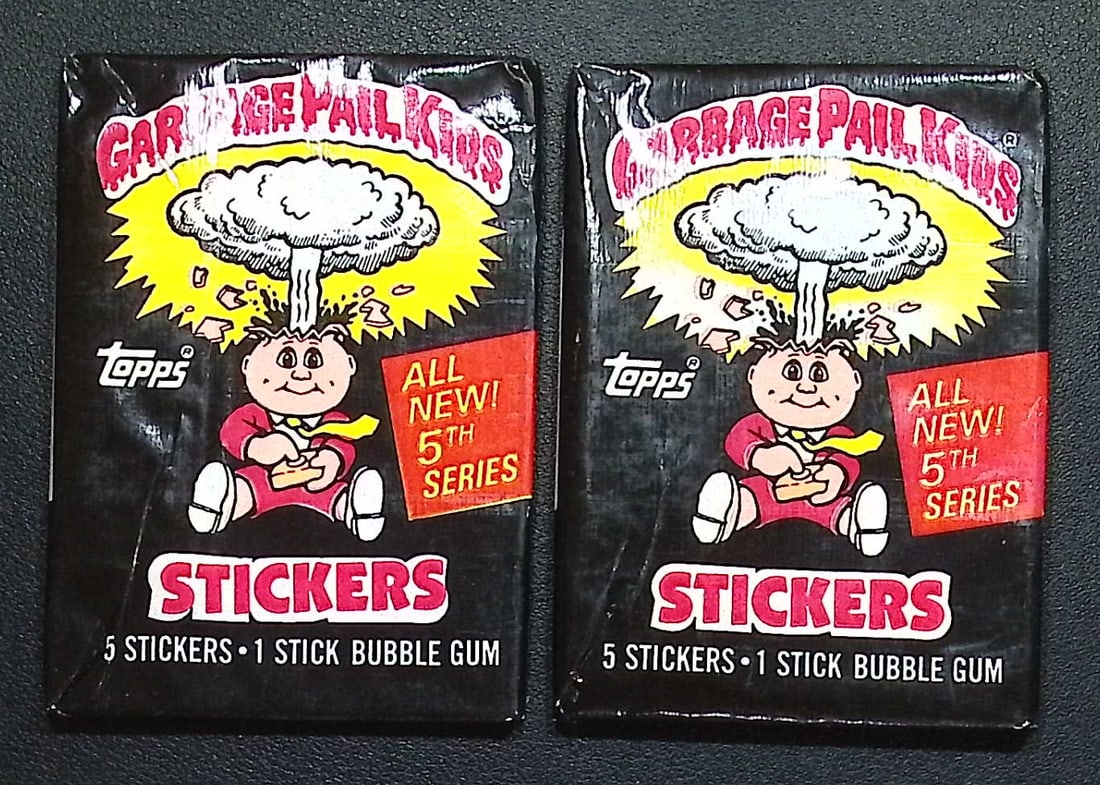 GARBAGE PAIL KIDS
topps®
ALL
NEW!
5TH
SERIES
STICKERS
5 STICKERS • 1 STICK BUBBLE GUM
GARBAGE PAIL KIDS®
topps®
ALL
NEW!
5TH
SERIES
STICKERS
5 STICKERS • 1 STICK BUBBLE GUM